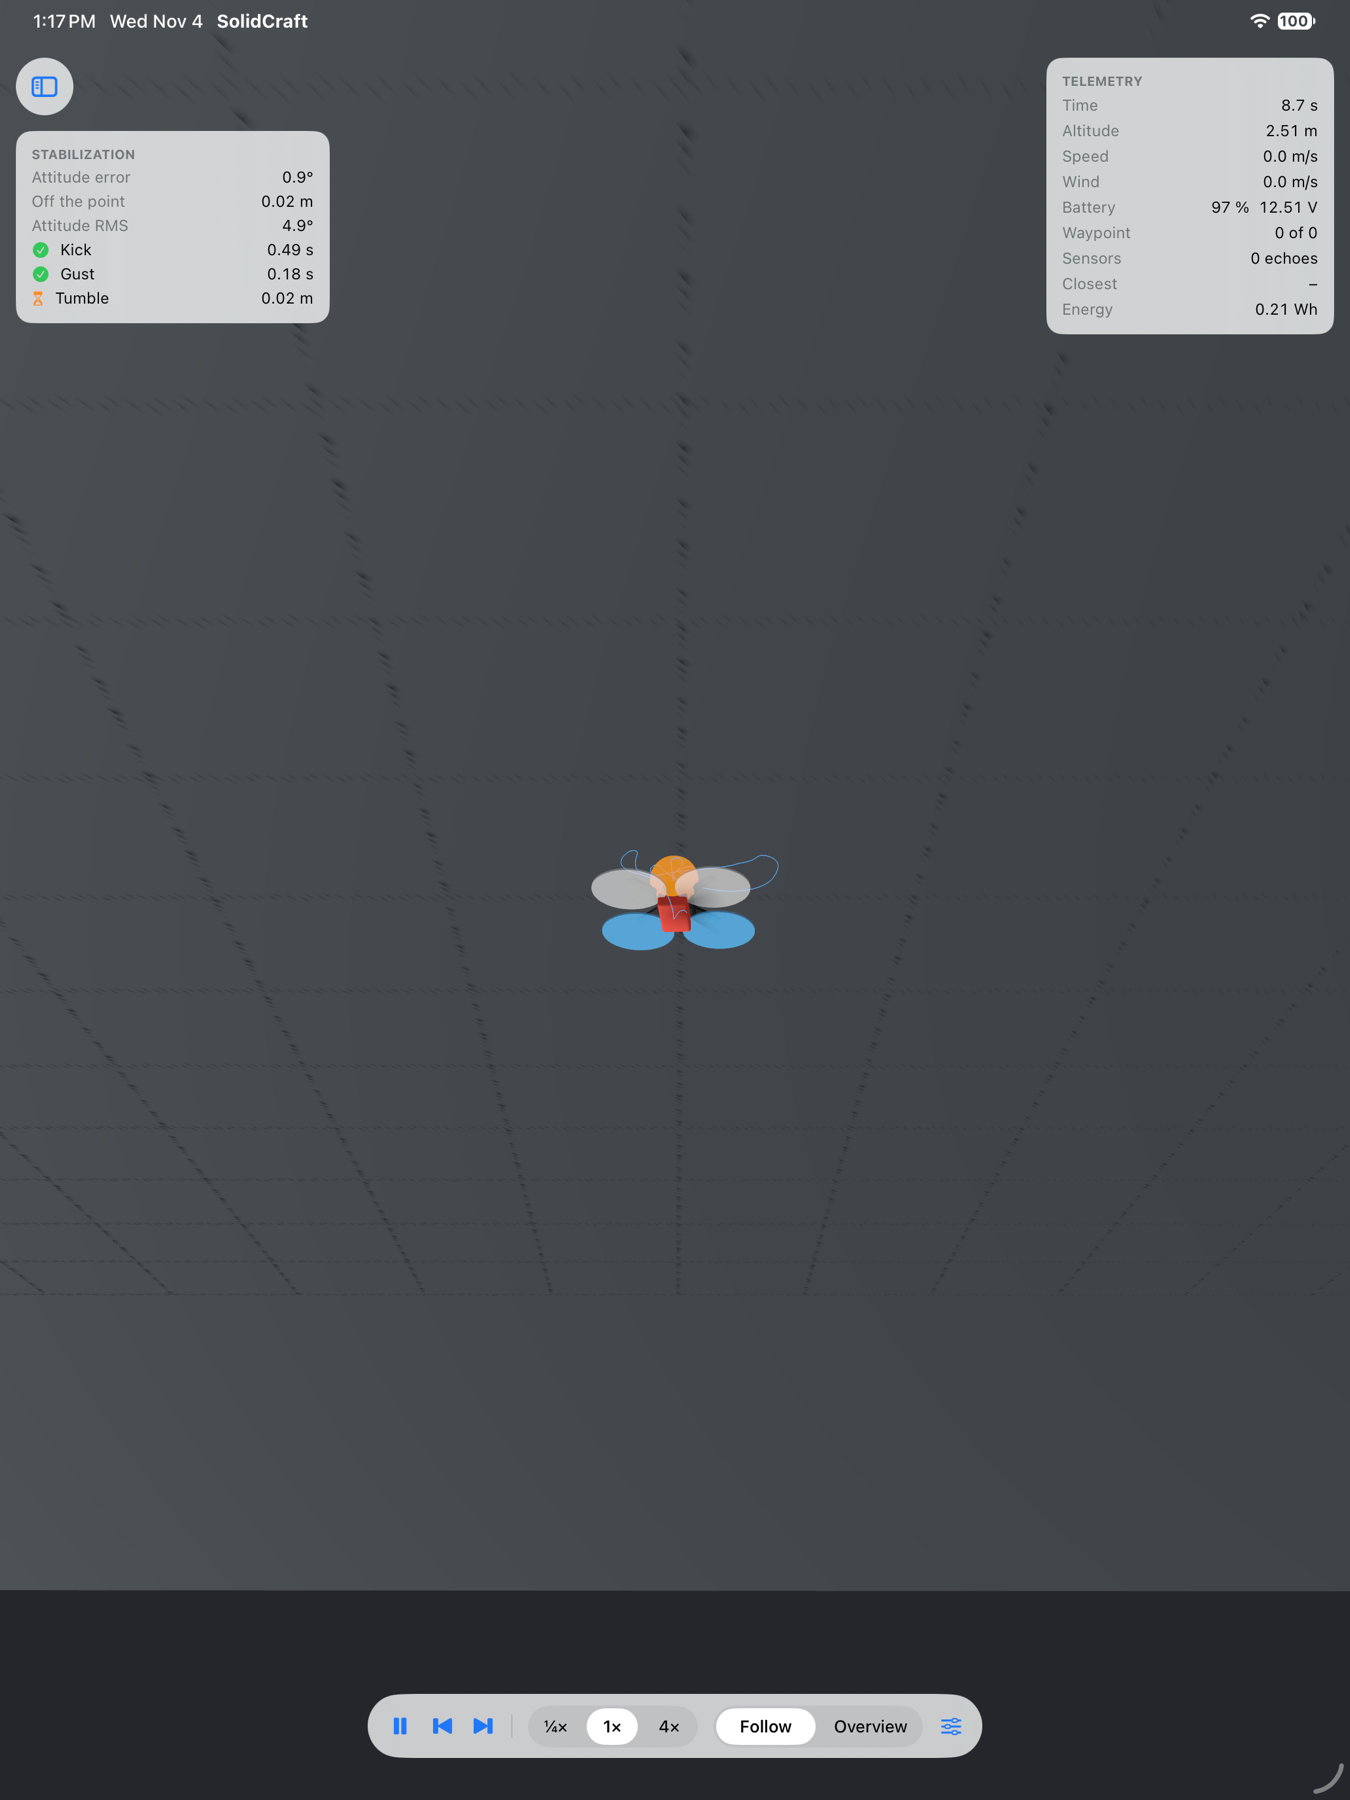 1:17 PM Wed Nov 4 SolidCraft
100
STABILIZATION
Attitude error 0.9°
Off the point 0.02 m
Attitude RMS 4.9°
Kick 0.49 s
Gust 0.18 s
Tumble 0.02 m
TELEMETRY
Time 8.7 s
Altitude 2.51 m
Speed 0.0 m/s
Wind 0.0 m/s
Battery 97 % 12.51 V
Waypoint 0 of 0
Sensors 0 echoes
Closest –
Energy 0.21 Wh
¼× 1× 4× Follow Overview